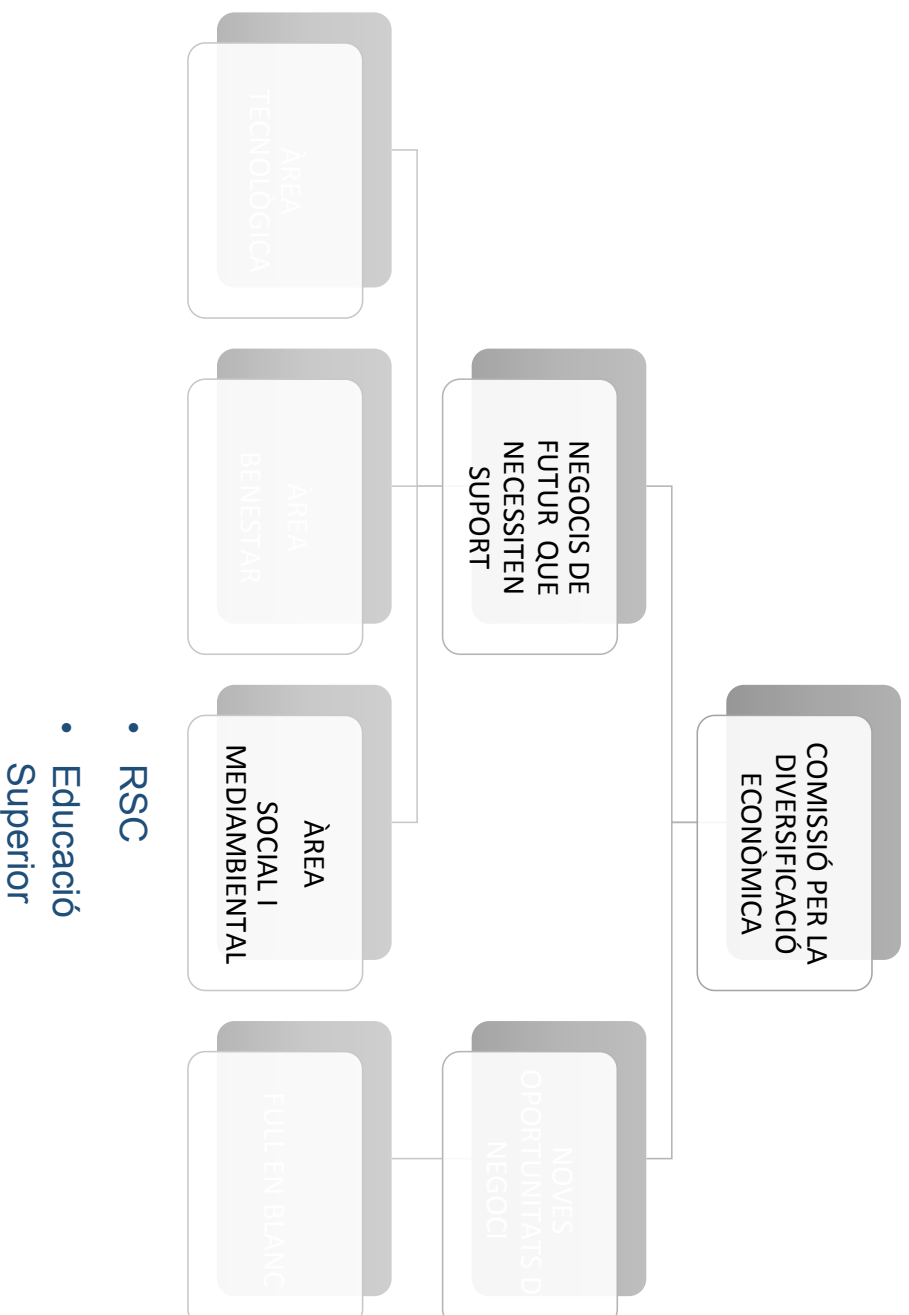 COMISSIÓ PER LA
DIVERSIFICACIÓ
ECONÒMICA
NEGOCIS DE
FUTUR QUE
NECESSITEN
SUPORT
NOVES
OPORTUNITATS D
NEGOCI
ÀREA
TECNOLÒGICA
ÀREA
BENESTAR
ÀREA
SOCIAL I
MEDIAMBIENTAL
FULL EN BLANC
• RSC
• Educació
Superior